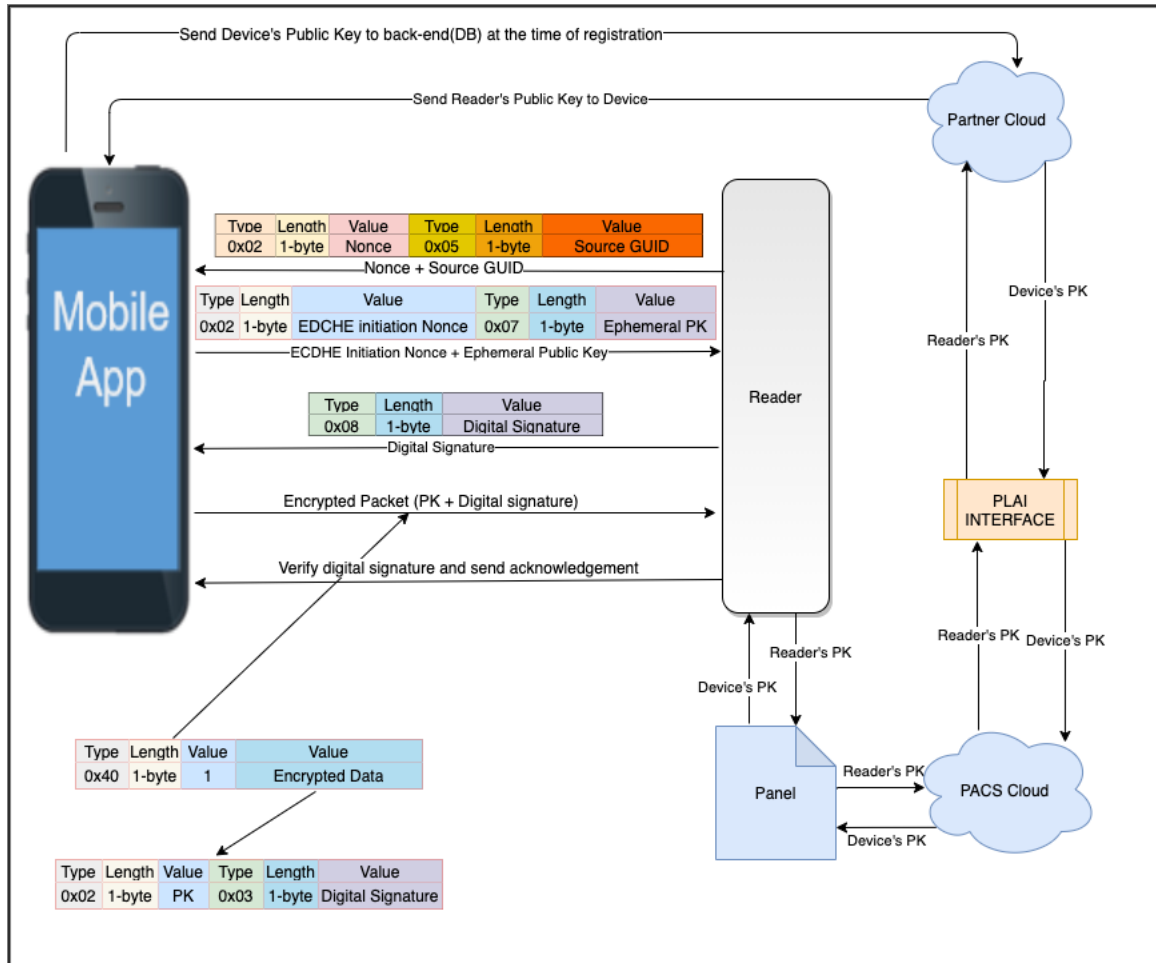 Send Device's Public Key to back-end(DB) at the time of registration
Send Reader's Public Key to Device
Partner Cloud
Type Length Value Type Length Value
0x02 1-byte Nonce 0x05 1-byte Source GUID
Nonce + Source GUID
Type Length Value Type Length Value
0x02 1-byte EDCHE initiation Nonce 0x07 1-byte Ephemeral PK
ECDHE Initiation Nonce + Ephemeral Public Key
Mobile
App
Reader
Device's PK
Reader's PK
Type Length Value
0x08 1-byte Digital Signature
Digital Signature
Encrypted Packet (PK + Digital signature)
PLAI
INTERFACE
Verify digital signature and send acknowledgement
Reader's PK
Device's PK
Reader's PK
Device's PK
Type Length Value Value
0x40 1-byte 1 Encrypted Data
Reader's PK
Panel
PACS Cloud
Device's PK
Type Length Value Type Length Value
0x02 1-byte PK 0x03 1-byte Digital Signature